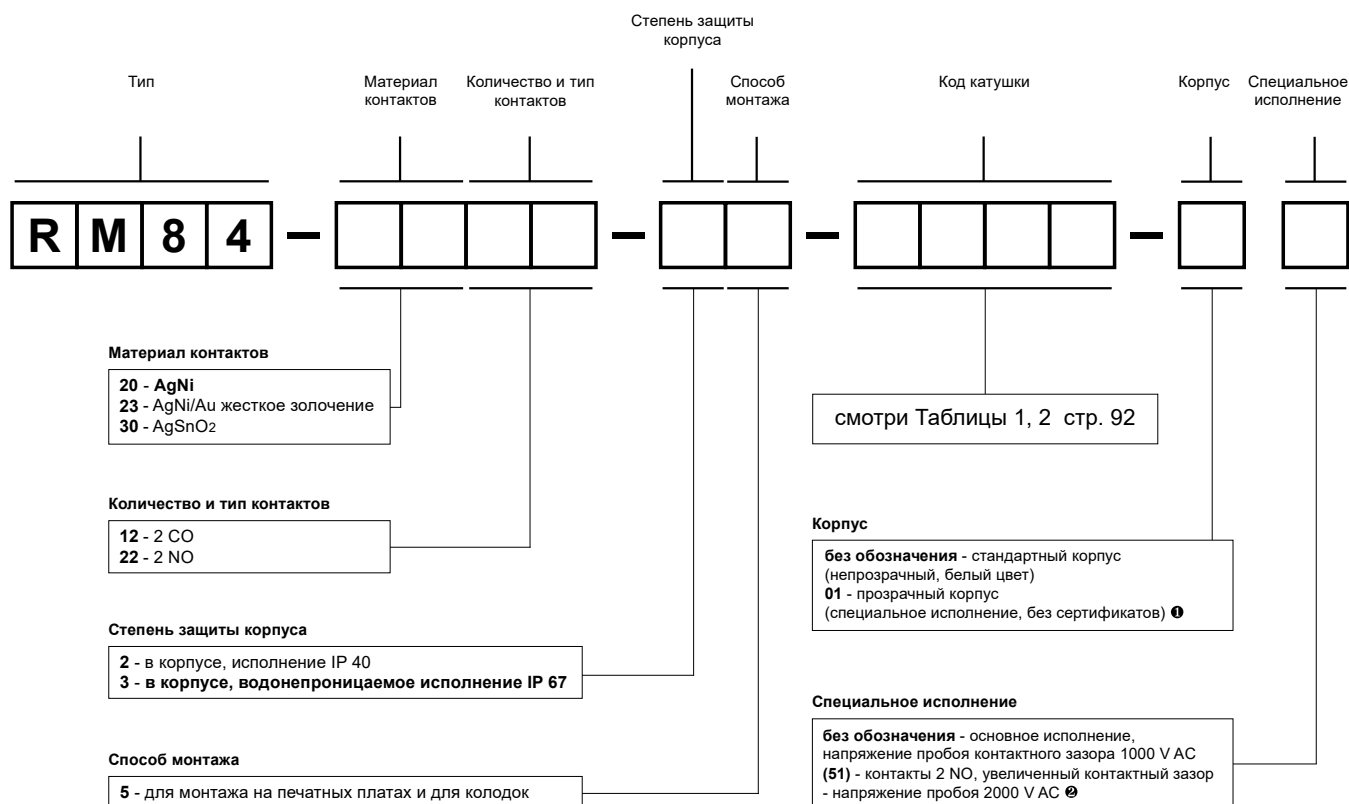 Степень защиты
корпуса
Тип
Материал
контактов
Количество и тип
контактов
Способ
монтажа
Код катушки
Корпус
Специальное
исполнение
R M 8 4 – – – –
Материал контактов
20 - AgNi
23 - AgNi/Au жесткое золочение
30 - AgSnO2
смотри Таблицы 1, 2 стр. 92
Количество и тип контактов
12 - 2 CO
22 - 2 NO
Корпус
без обозначения - стандартный корпус
(непрозрачный, белый цвет)
01 - прозрачный корпус
(специальное исполнение, без сертификатов) ❶
Степень защиты корпуса
2 - в корпусе, исполнение IP 40
3 - в корпусе, водонепроницаемое исполнение IP 67
Специальное исполнение
без обозначения - основное исполнение,
напряжение пробоя контактного зазора 1000 V AC
(51) - контакты 2 NO, увеличенный контактный зазор
- напряжение пробоя 2000 V AC ❷
Способ монтажа
5 - для монтажа на печатных платах и для колодок